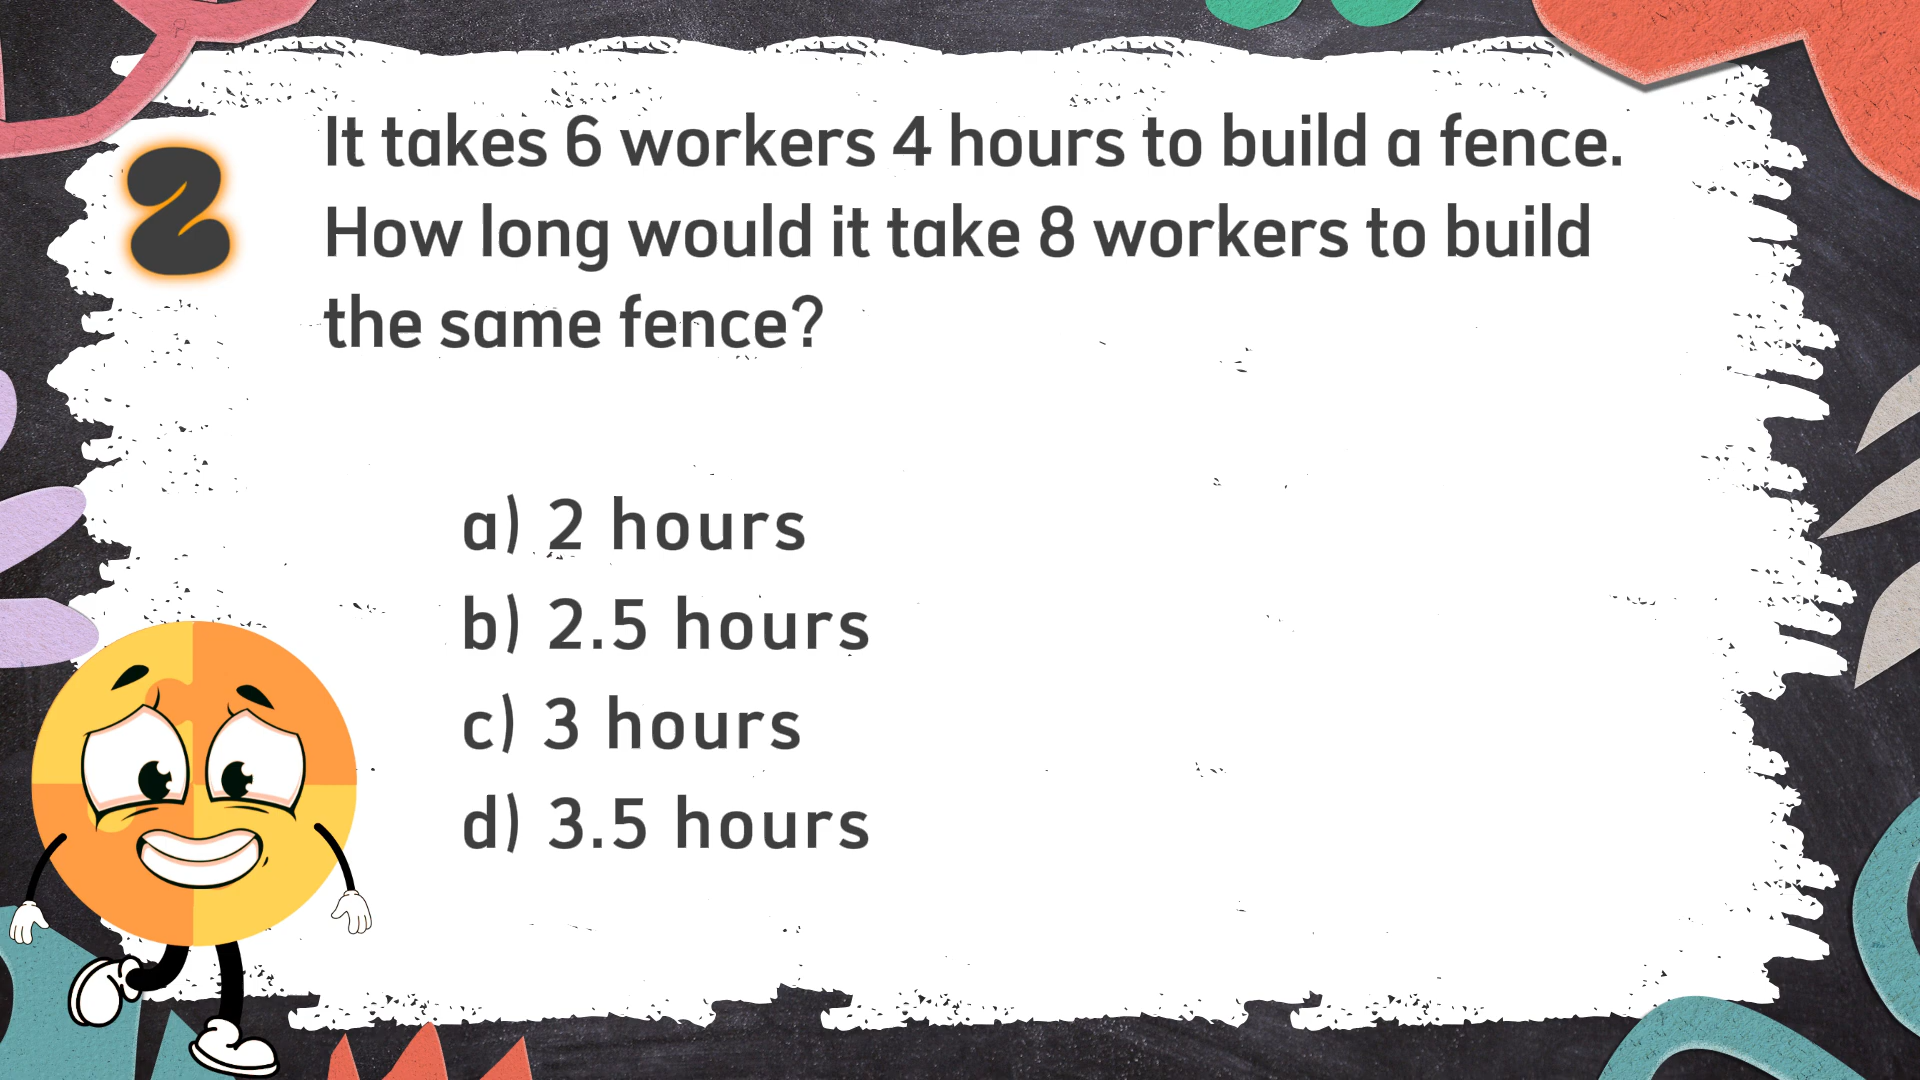 2
It takes 6 workers 4 hours to build a fence.
How long would it take 8 workers to build
the same fence?
a) 2 hours
b) 2.5 hours
c) 3 hours
d) 3.5 hours